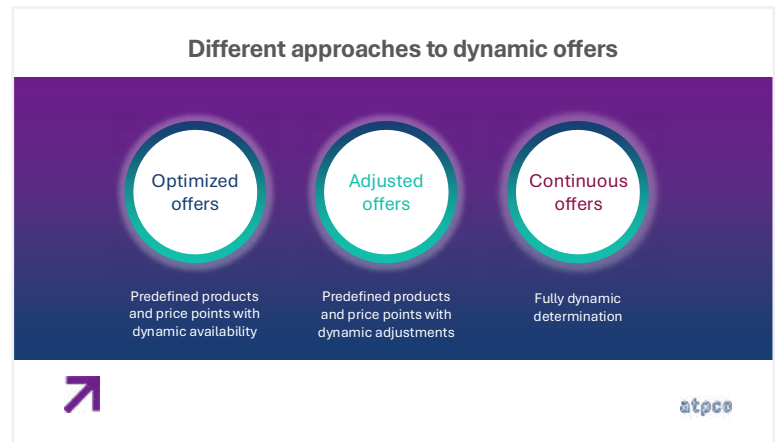 Different approaches to dynamic offers
Optimized
offers
Adjusted
offers
Continuous
offers
Predefined products
and price points with
dynamic availability
Predefined products
and price points with
dynamic adjustments
Fully dynamic
determination
atpco